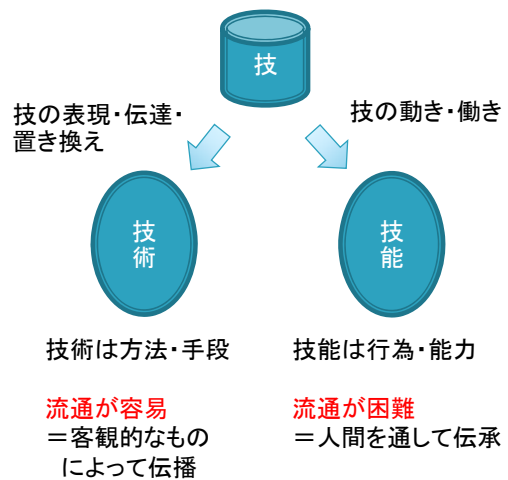 技
技の表現・伝達・
置き換え
技の動き・働き
技
術
技
能
技術は方法・手段
技能は行為・能力
流通が容易
＝客観的なもの
によって伝播
流通が困難
＝人間を通して伝承